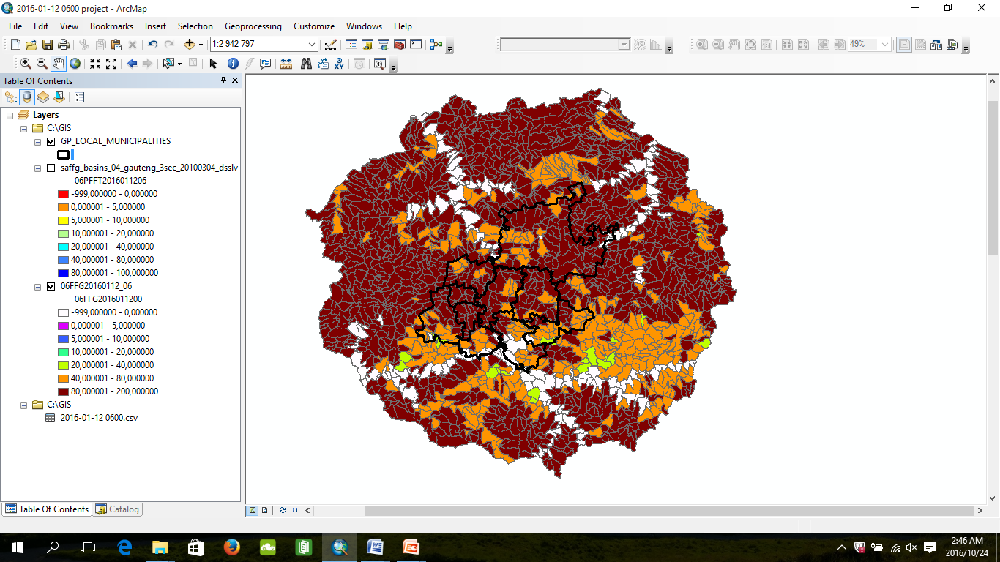 2016-01-12 0600 project - ArcMap
File Edit View Bookmarks Insert Selection Geoprocessing Customize Windows Help
1:2 942 797
49%
Table Of Contents
Layers
C:\GIS
GP_LOCAL_MUNICIPALITIES
saffg_basins_04_gauteng_3sec_20100304_dsslv
06PFFT2016011206
-999,000000 - 0,000000
0,000001 - 5,000000
5,000001 - 10,000000
10,000001 - 20,000000
20,000001 - 40,000000
40,000001 - 80,000000
80,000001 - 100,000000
06FFG20160112_06
06FFG2016011200
-999,000000 - 0,000000
0,000001 - 5,000000
5,000001 - 10,000000
10,000001 - 20,000000
20,000001 - 40,000000
40,000001 - 80,000000
80,000001 - 200,000000
C:\GIS
2016-01-12 0600.csv
Table Of Contents Catalog
2:46 AM
2016/10/24